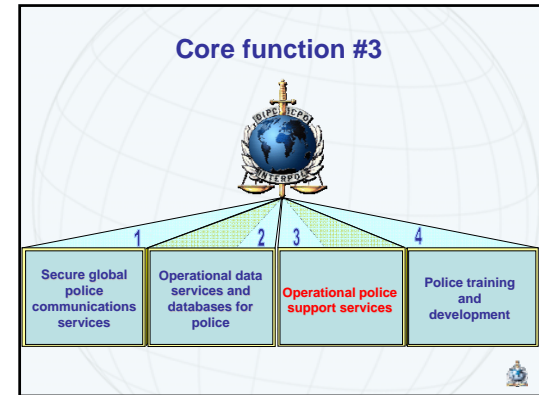 Core function #3
OIPC ICPO
INTERPOL
1
2
3
4
Secure global
police
communications
services
Operational data
services and
databases for
police
Operational police
support services
Police training
and
development